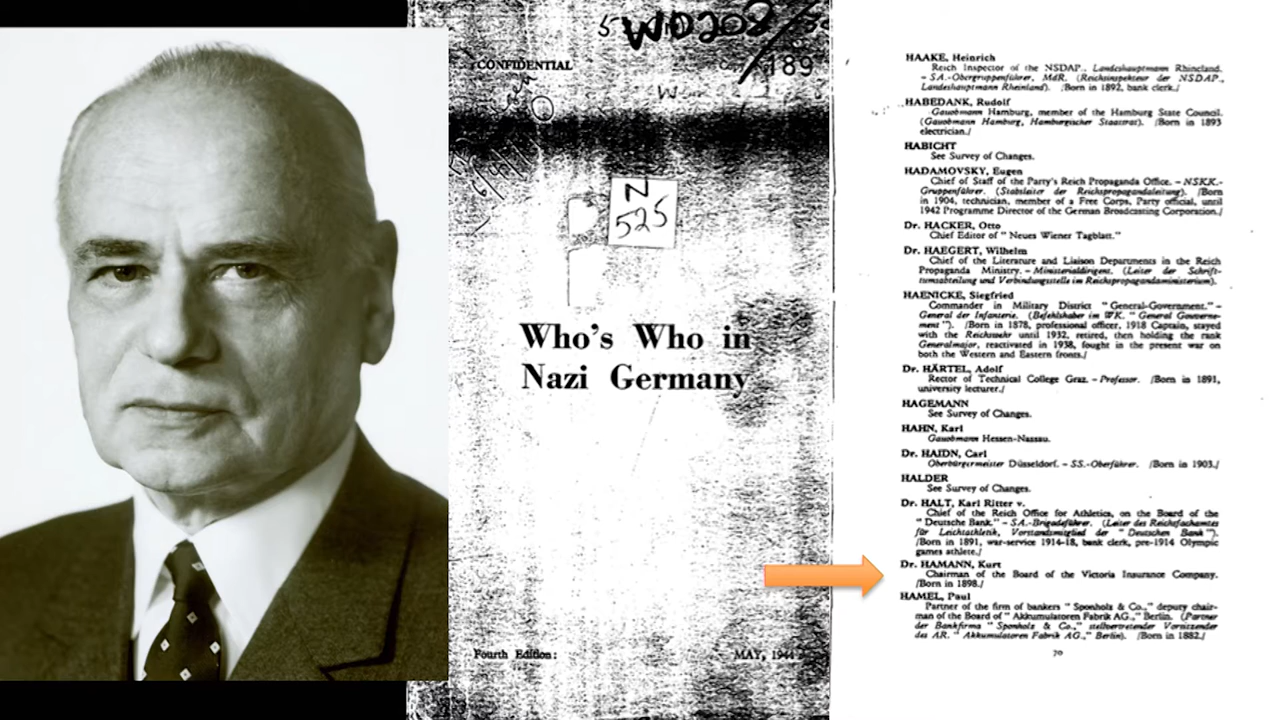 5 WD208/30
CONFIDENTIAL
189
W
N
525
Who's Who in
Nazi Germany
Fourth Edition:
MAY, 1944
HAAKE, Heinrich
Reich Inspector of the NSDAP., Landeshauptmann Rhineland.
– SA.-Obergruppenführer, MdR. (Reichsinspekteur der NSDAP.,
Landeshauptmann Rheinland). /Born in 1892, bank clerk./
HABEDANK, Rudolf
Gauobmann Hamburg, member of the Hamburg State Council.
(Gauobmann Hamburg, Hamburgischer Staatsrat). /Born in 1893
electrician./
HABICHT
See Survey of Changes.
HADAMOVSKY, Eugen
Chief of Staff of the Party's Reich Propaganda Office. – NSKK.-
Gruppenführer. (Stabsleiter der Reichspropagandaleitung). /Born
in 1904, technician, member of a Free Corps, Party official, until
1942 Programme Director of the German Broadcasting Corporation./
Dr. HACKER, Otto
Chief Editor of " Neues Wiener Tagblatt."
Dr. HAEGERT, Wilhelm
Chief of the Literature and Liaison Departments in the Reich
Propaganda Ministry. – Ministerialdirigent. (Leiter der Schrift-
tumsabteilung und Verbindungsstelle im Reichspropagandaministerium).
HAENICKE, Siegfried
Commander in Military District " General-Government." –
General der Infanterie. (Befehlshaber im WK. " General Gouverne-
ment "). /Born in 1878, professional officer, 1918 Captain, stayed
with the Reichswehr until 1932, retired, then holding the rank
Generalmajor, reactivated in 1938, fought in the present war on
both the Western and Eastern fronts./
Dr. HÄRTEL, Adolf
Rector of Technical College Graz. – Professor. /Born in 1891,
university lecturer./
HAGEMANN
See Survey of Changes.
HAHN, Karl
Gauobmann Hessen-Nassau.
Dr. HAIDN, Carl
Oberbürgermeister Düsseldorf. – SS.-Oberführer. /Born in 1903./
HALDER
See Survey of Changes.
Dr. HALT, Karl Ritter v.
Chief of the Reich Office for Athletics, on the Board of the
" Deutsche Bank." – SA.-Brigadeführer. (Leiter des Reichsfachamtes
für Leichtathletik, Vorstandsmitglied der " Deutschen Bank ").
/Born in 1891, war-service 1914-18, bank clerk, pre-1914 Olympic
games athlete./
Dr. HAMANN, Kurt
Chairman of the Board of the Victoria Insurance Company.
/Born in 1898./
HAMEL, Paul
Partner of the firm of bankers " Sponholz & Co.," deputy chair-
man of the Board of " Akkumulatoren Fabrik AG.," Berlin. (Partner
der Bankfirma " Sponholz & Co.," stellvertretender Vorsitzender
des AR. " Akkumulatoren Fabrik AG.," Berlin). /Born in 1882./
70